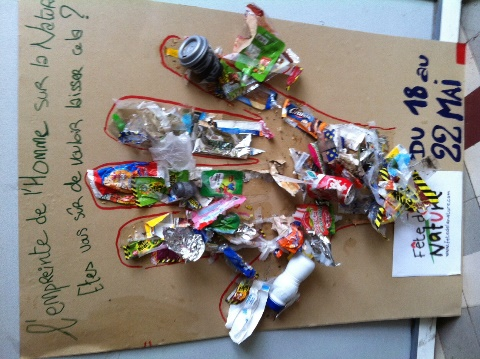 l'empreinte de l'Homme sur la Nature
Etes vous sûr de vouloir laisser cela ?
DU 18 au
22 MAI
Fête de la
Nature